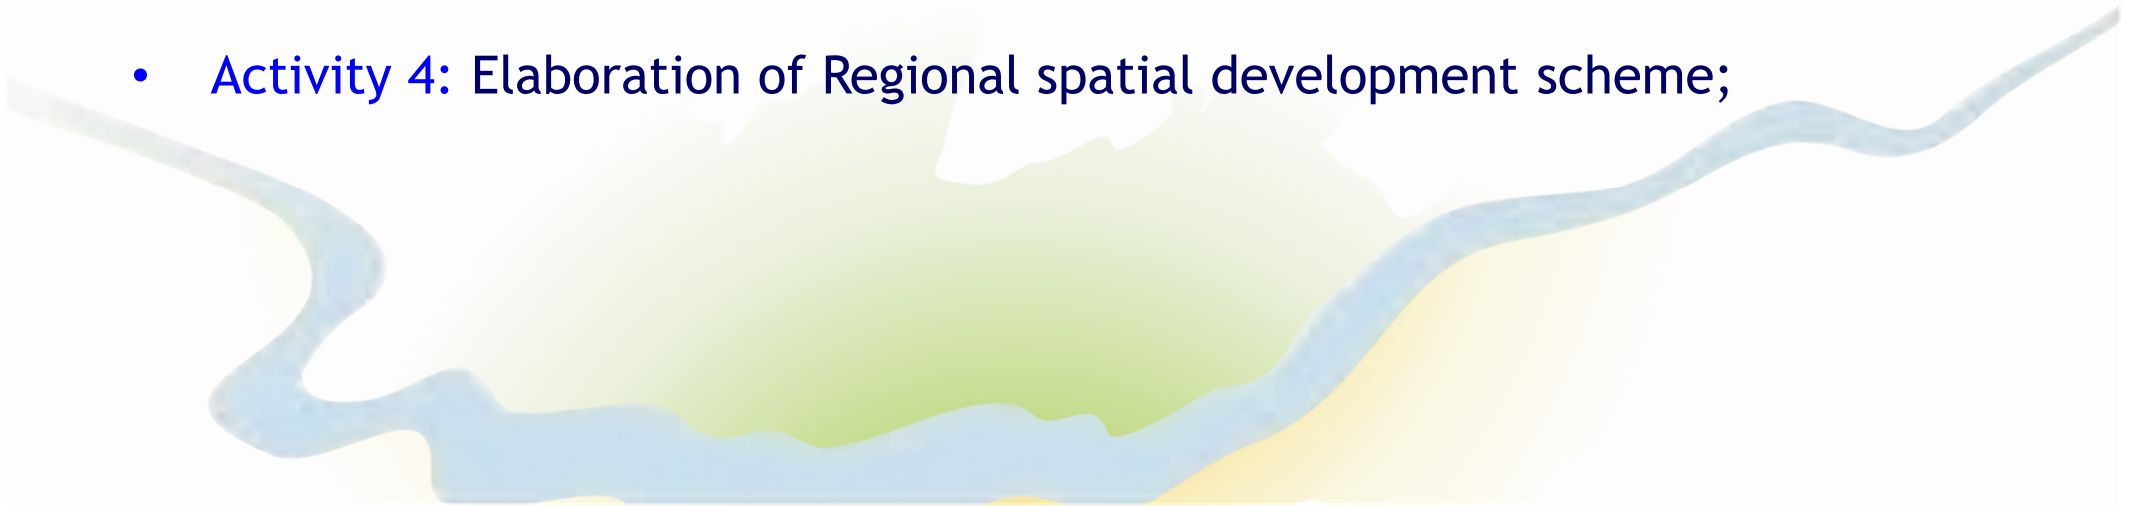 • Activity 4: Elaboration of Regional spatial development scheme;